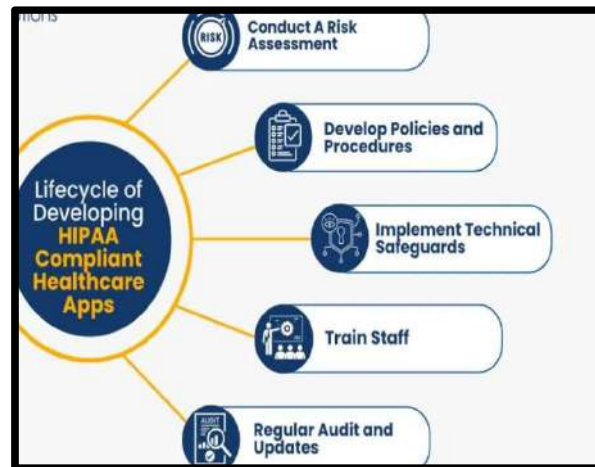 RISK
Conduct A Risk
Assessment
Develop Policies and
Procedures
Lifecycle of
Developing
HIPAA
Compliant
Healthcare
Apps
Implement Technical
Safeguards
Train Staff
AUDIT
Regular Audit and
Updates